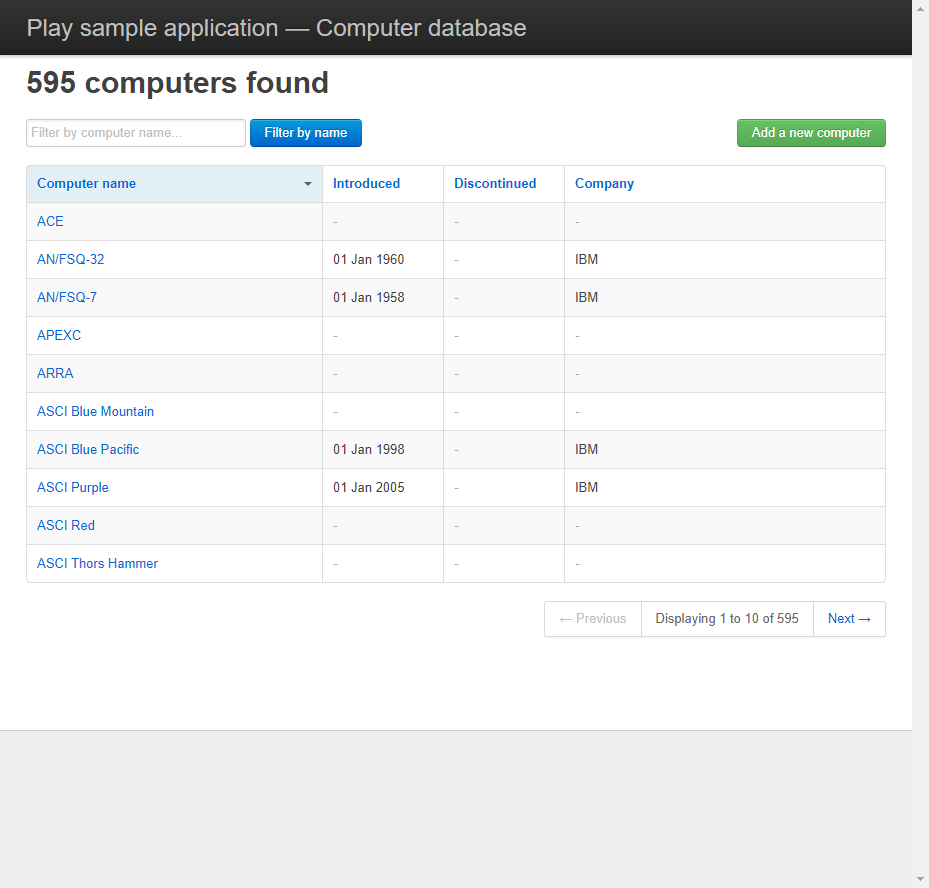 Play sample application — Computer database
595 computers found
Filter by computer name... Filter by name Add a new computer
Computer name Introduced Discontinued Company
ACE - - -
AN/FSQ-32 01 Jan 1960 - IBM
AN/FSQ-7 01 Jan 1958 - IBM
APEXC - - -
ARRA - - -
ASCI Blue Mountain - - -
ASCI Blue Pacific 01 Jan 1998 - IBM
ASCI Purple 01 Jan 2005 - IBM
ASCI Red - - -
ASCI Thors Hammer - - -
← Previous Displaying 1 to 10 of 595 Next →